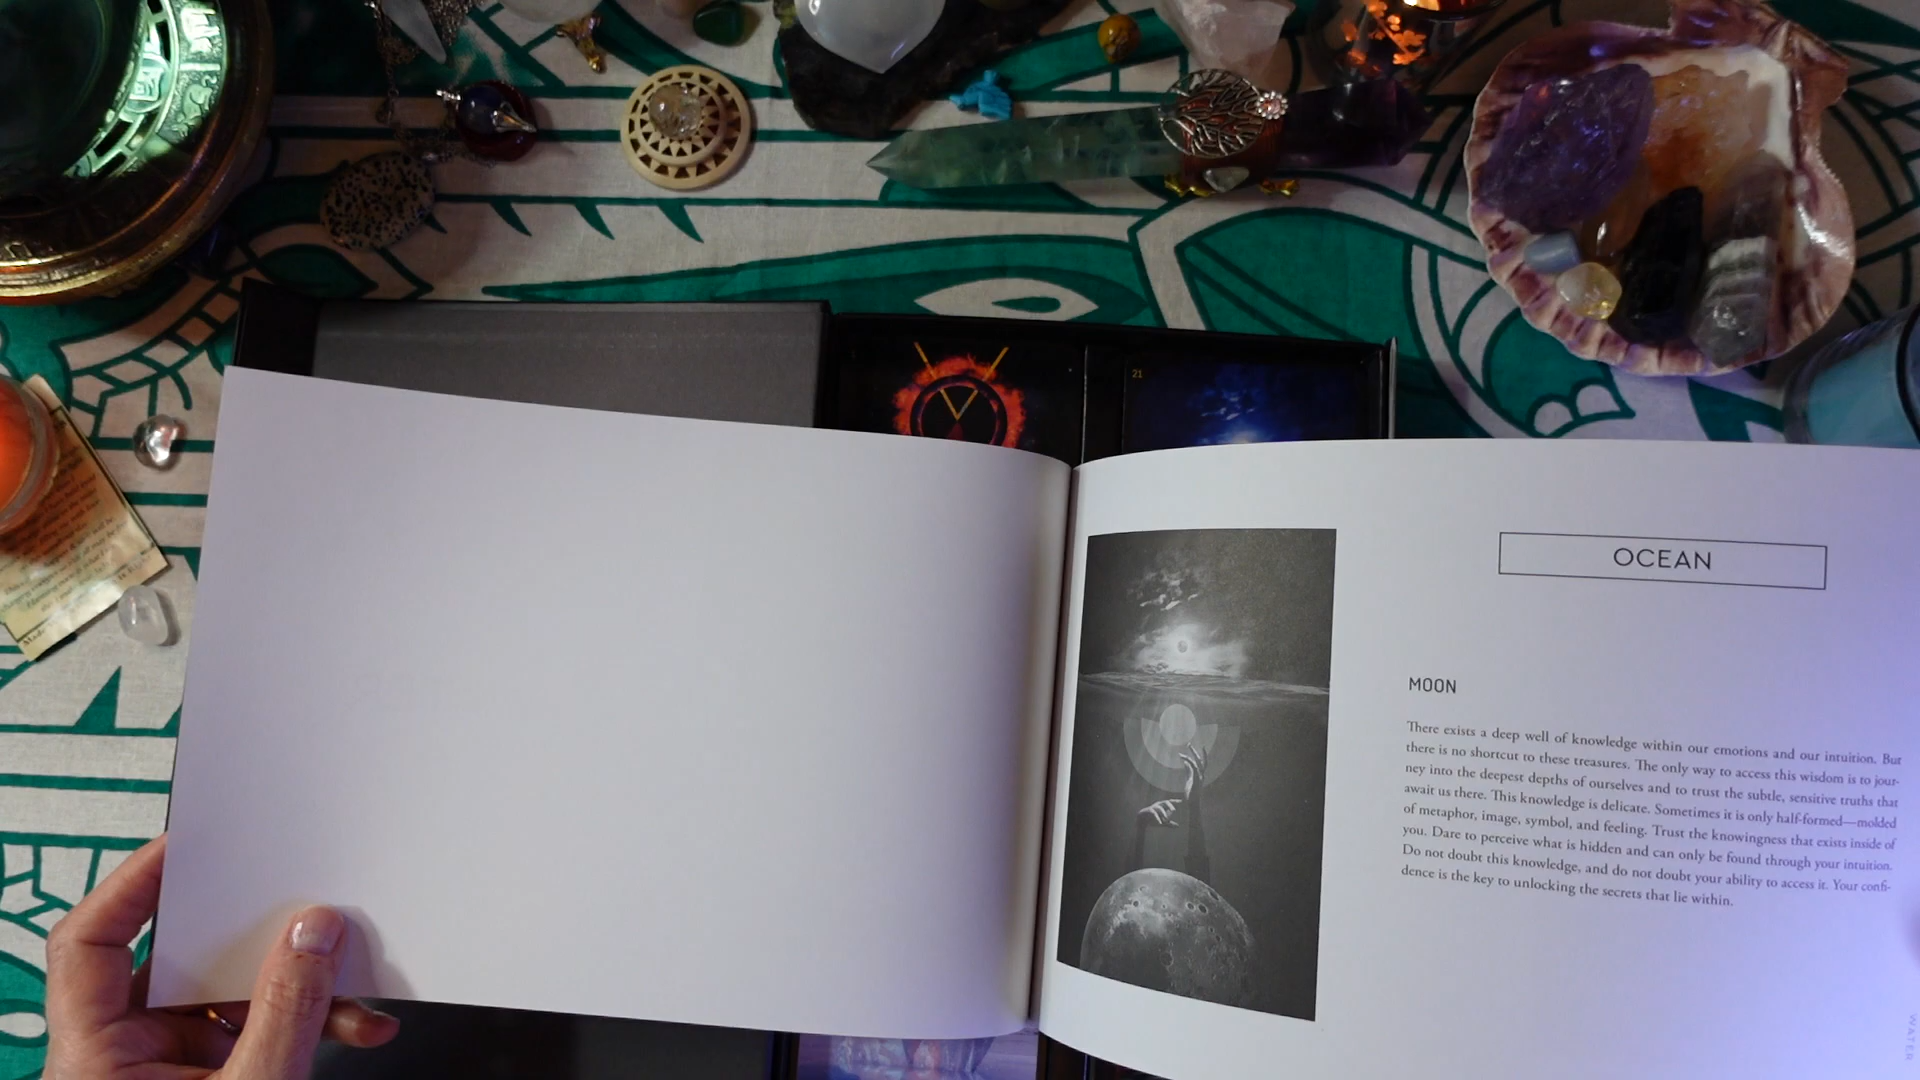 21
OCEAN
MOON
There exists a deep well of knowledge within our emotions and our intuition. But
there is no shortcut to these treasures. The only way to access this wisdom is to jour-
ney into the deepest depths of ourselves and to trust the subtle, sensitive truths that
await us there. This knowledge is delicate. Sometimes it is only half-formed—molded
of metaphor, image, symbol, and feeling. Trust the knowingness that exists inside of
you. Dare to perceive what is hidden and can only be found through your intuition.
Do not doubt this knowledge, and do not doubt your ability to access it. Your confi-
dence is the key to unlocking the secrets that lie within.
WATER